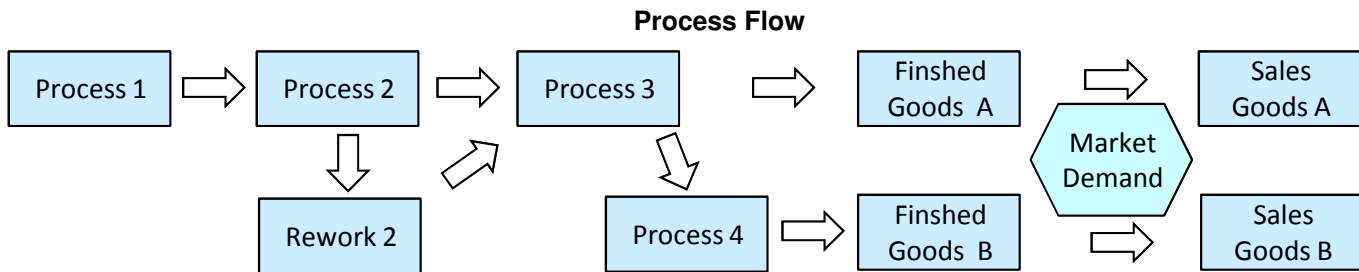 Process Flow
Process 1
Process 2
Process 3
Finshed
Goods A
Sales
Goods A
Market
Demand
Rework 2
Process 4
Finshed
Goods B
Sales
Goods B